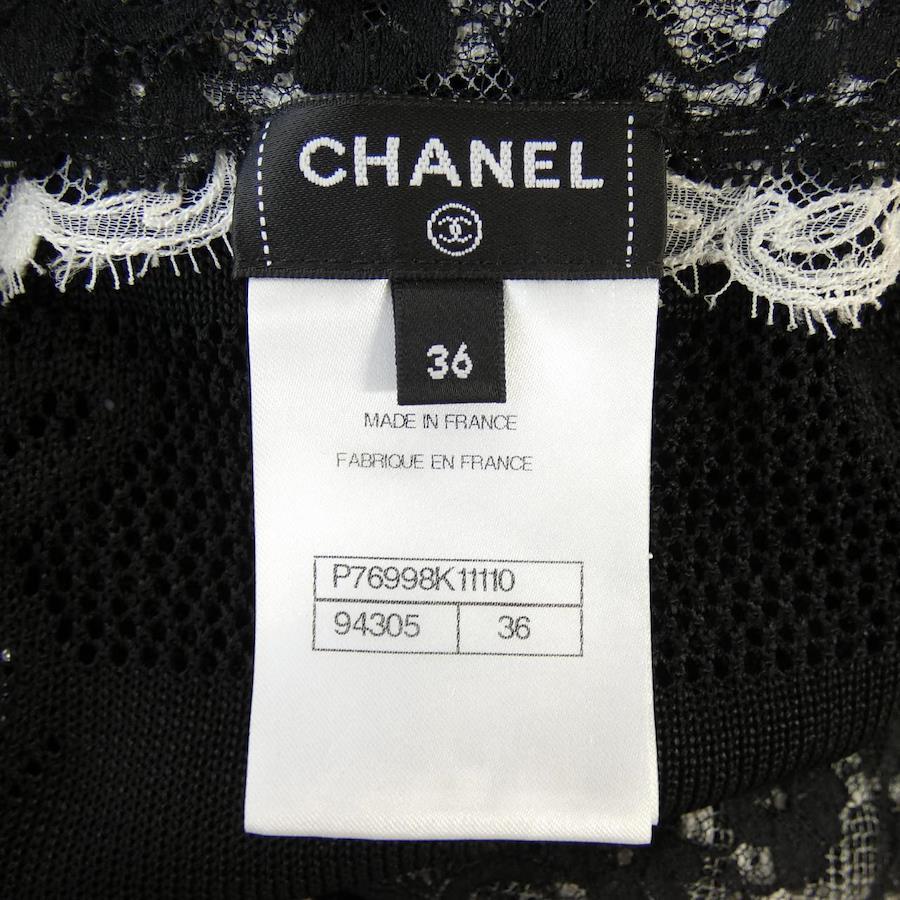 CHANEL
36
MADE IN FRANCE
FABRIQUE EN FRANCE
P76998K11110
94305 36